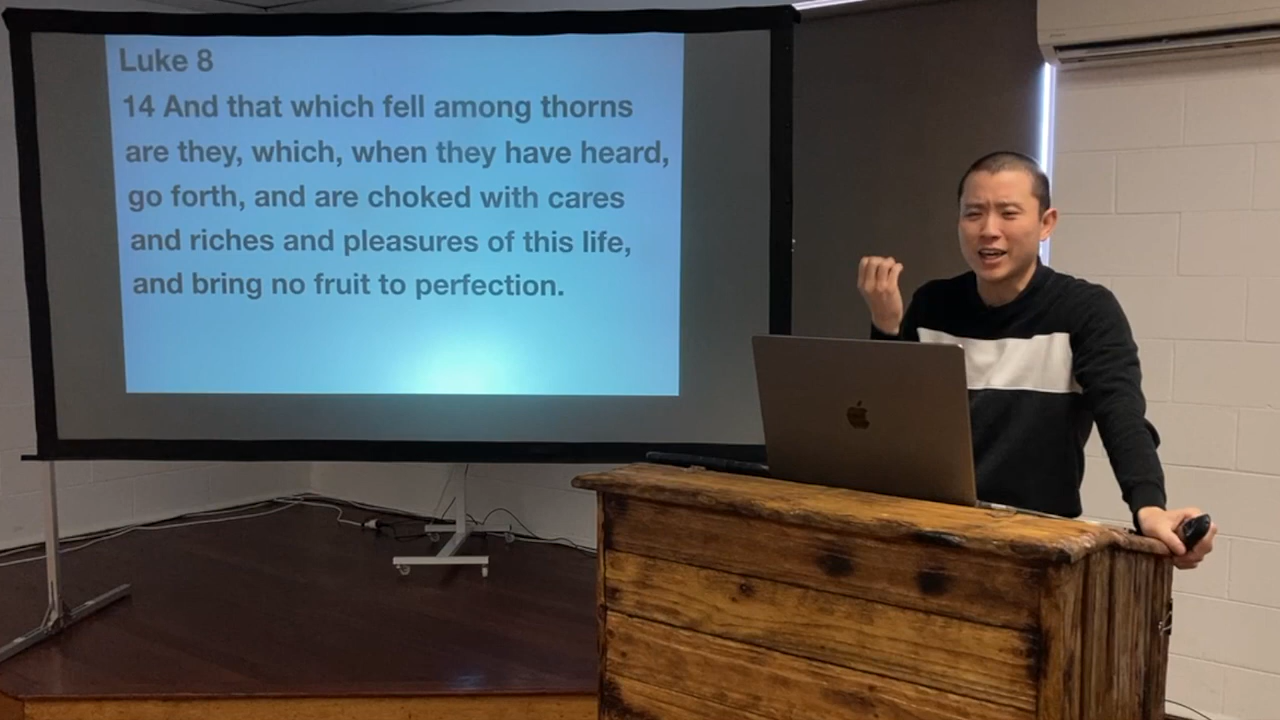 Luke 8
14 And that which fell among thorns
are they, which, when they have heard,
go forth, and are choked with cares
and riches and pleasures of this life,
and bring no fruit to perfection.